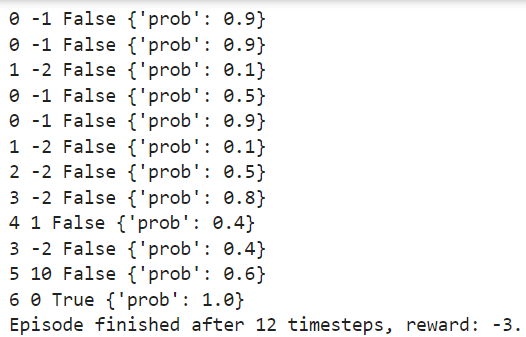 0 -1 False {'prob': 0.9}
0 -1 False {'prob': 0.9}
1 -2 False {'prob': 0.1}
0 -1 False {'prob': 0.5}
0 -1 False {'prob': 0.9}
1 -2 False {'prob': 0.1}
2 -2 False {'prob': 0.5}
3 -2 False {'prob': 0.8}
4 1 False {'prob': 0.4}
3 -2 False {'prob': 0.4}
5 10 False {'prob': 0.6}
6 0 True {'prob': 1.0}
Episode finished after 12 timesteps, reward: -3.